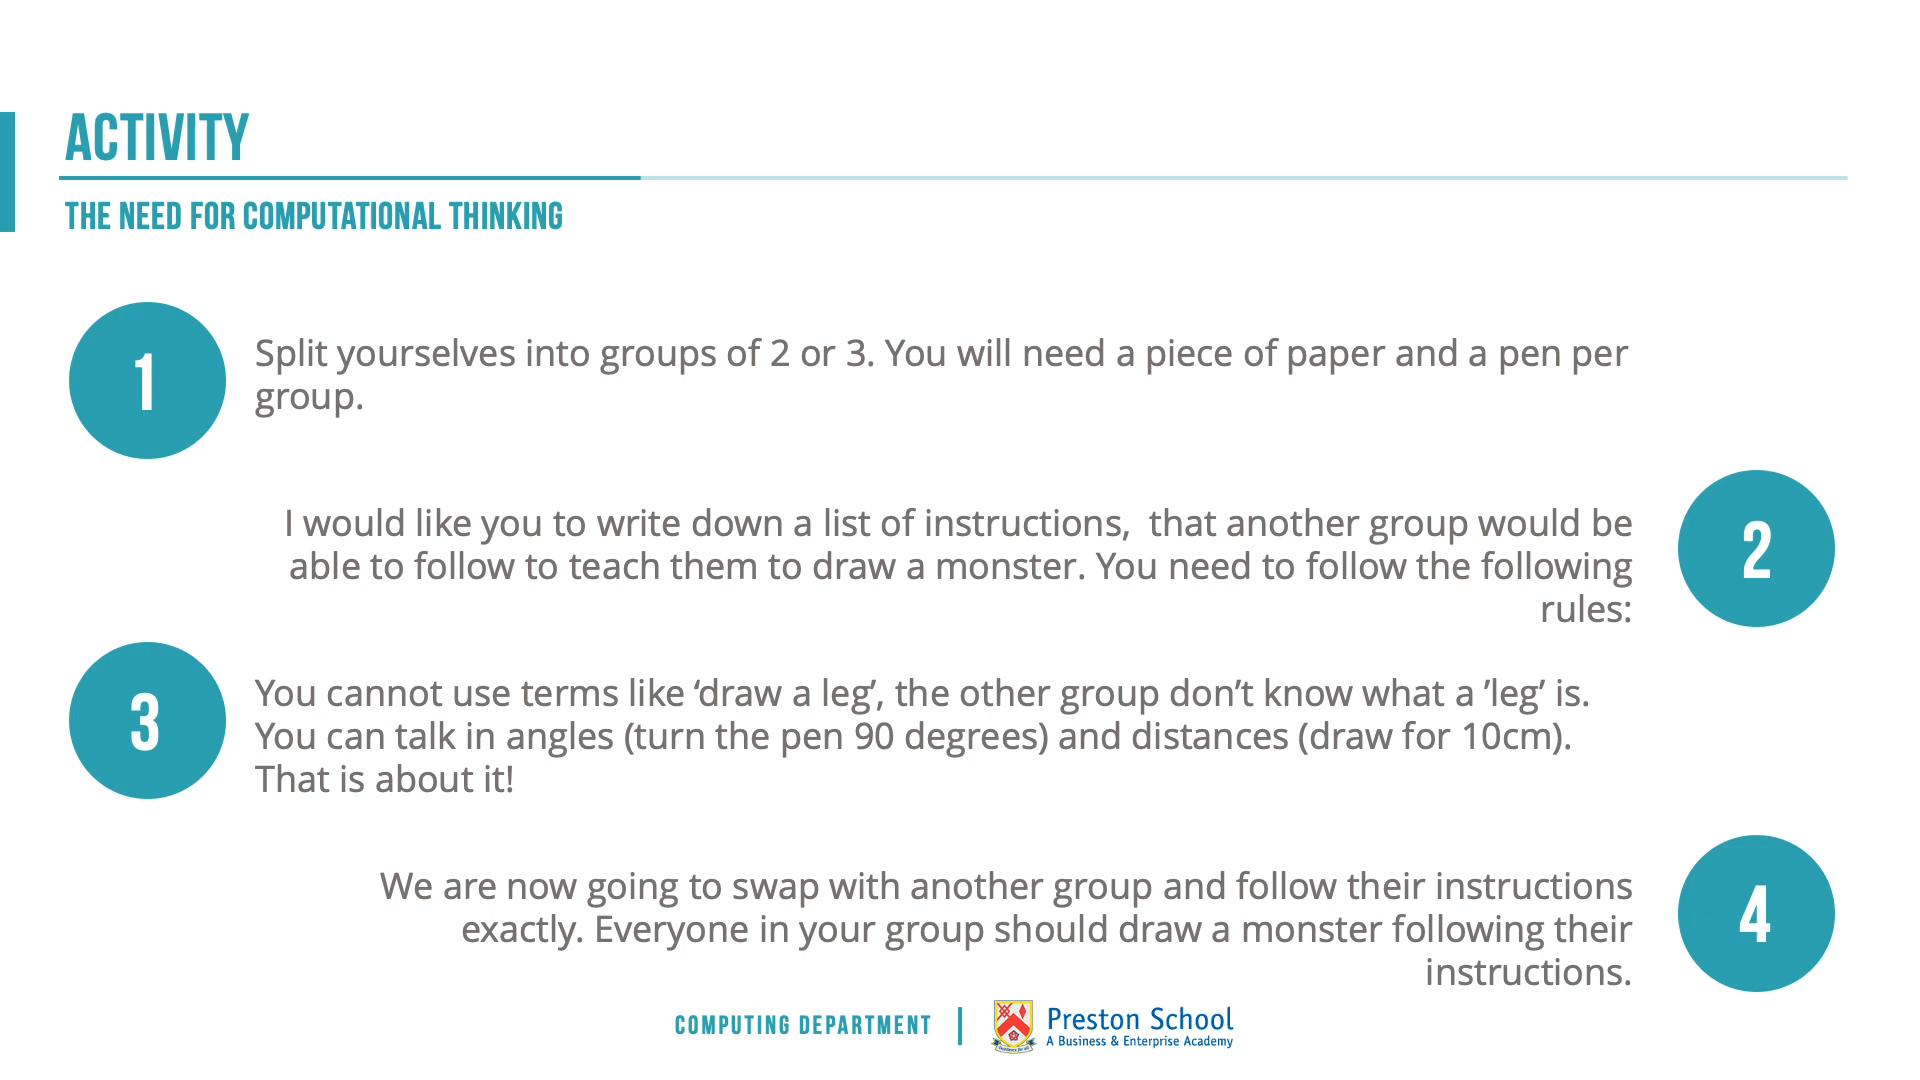 ACTIVITY
THE NEED FOR COMPUTATIONAL THINKING
1
Split yourselves into groups of 2 or 3. You will need a piece of paper and a pen per
group.
I would like you to write down a list of instructions,  that another group would be
able to follow to teach them to draw a monster. You need to follow the following
rules:
2
3
You cannot use terms like ‘draw a leg’, the other group don’t know what a ’leg’ is.
You can talk in angles (turn the pen 90 degrees) and distances (draw for 10cm).
That is about it!
We are now going to swap with another group and follow their instructions
exactly. Everyone in your group should draw a monster following their
instructions.
4
COMPUTING DEPARTMENT
Preston School
A Business & Enterprise Academy